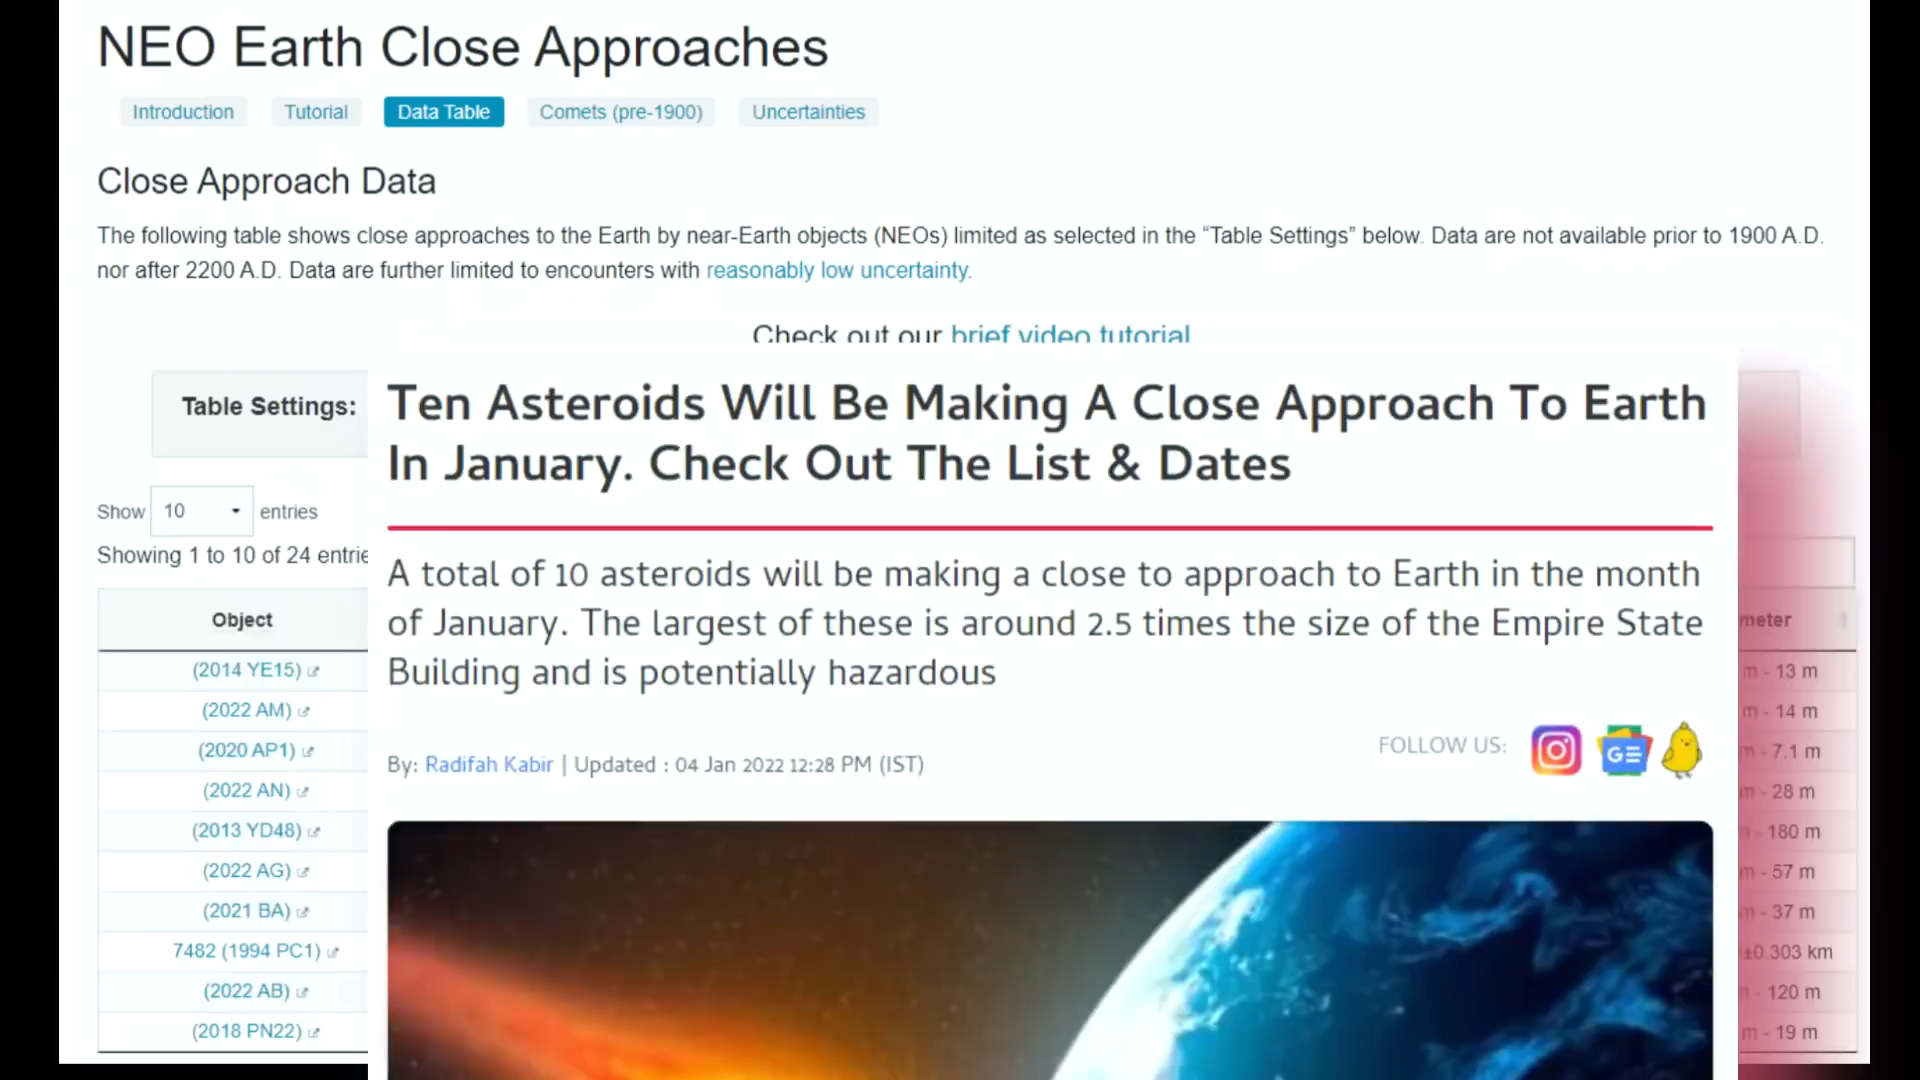 NEO Earth Close Approaches
Introduction Tutorial Data Table Comets (pre-1900) Uncertainties
Close Approach Data
The following table shows close approaches to the Earth by near-Earth objects (NEOs) limited as selected in the “Table Settings” below. Data are not available prior to 1900 A.D.
nor after 2200 A.D. Data are further limited to encounters with reasonably low uncertainty.
Check out our brief video tutorial
Table Settings:
Show 10 entries
Showing 1 to 10 of 24 entrie
Object
(2014 YE15)
(2022 AM)
(2020 AP1)
(2022 AN)
(2013 YD48)
(2022 AG)
(2021 BA)
7482 (1994 PC1)
(2022 AB)
(2018 PN22)
Ten Asteroids Will Be Making A Close Approach To Earth
In January. Check Out The List & Dates
A total of 10 asteroids will be making a close to approach to Earth in the month
of January. The largest of these is around 2.5 times the size of the Empire State
Building and is potentially hazardous
By: Radifah Kabir | Updated : 04 Jan 2022 12:28 PM (IST)
FOLLOW US:
GE
meter
m - 13 m
m - 14 m
m - 7.1 m
m - 28 m
- 180 m
m - 57 m
m - 37 m
±0.303 km
- 120 m
m - 19 m